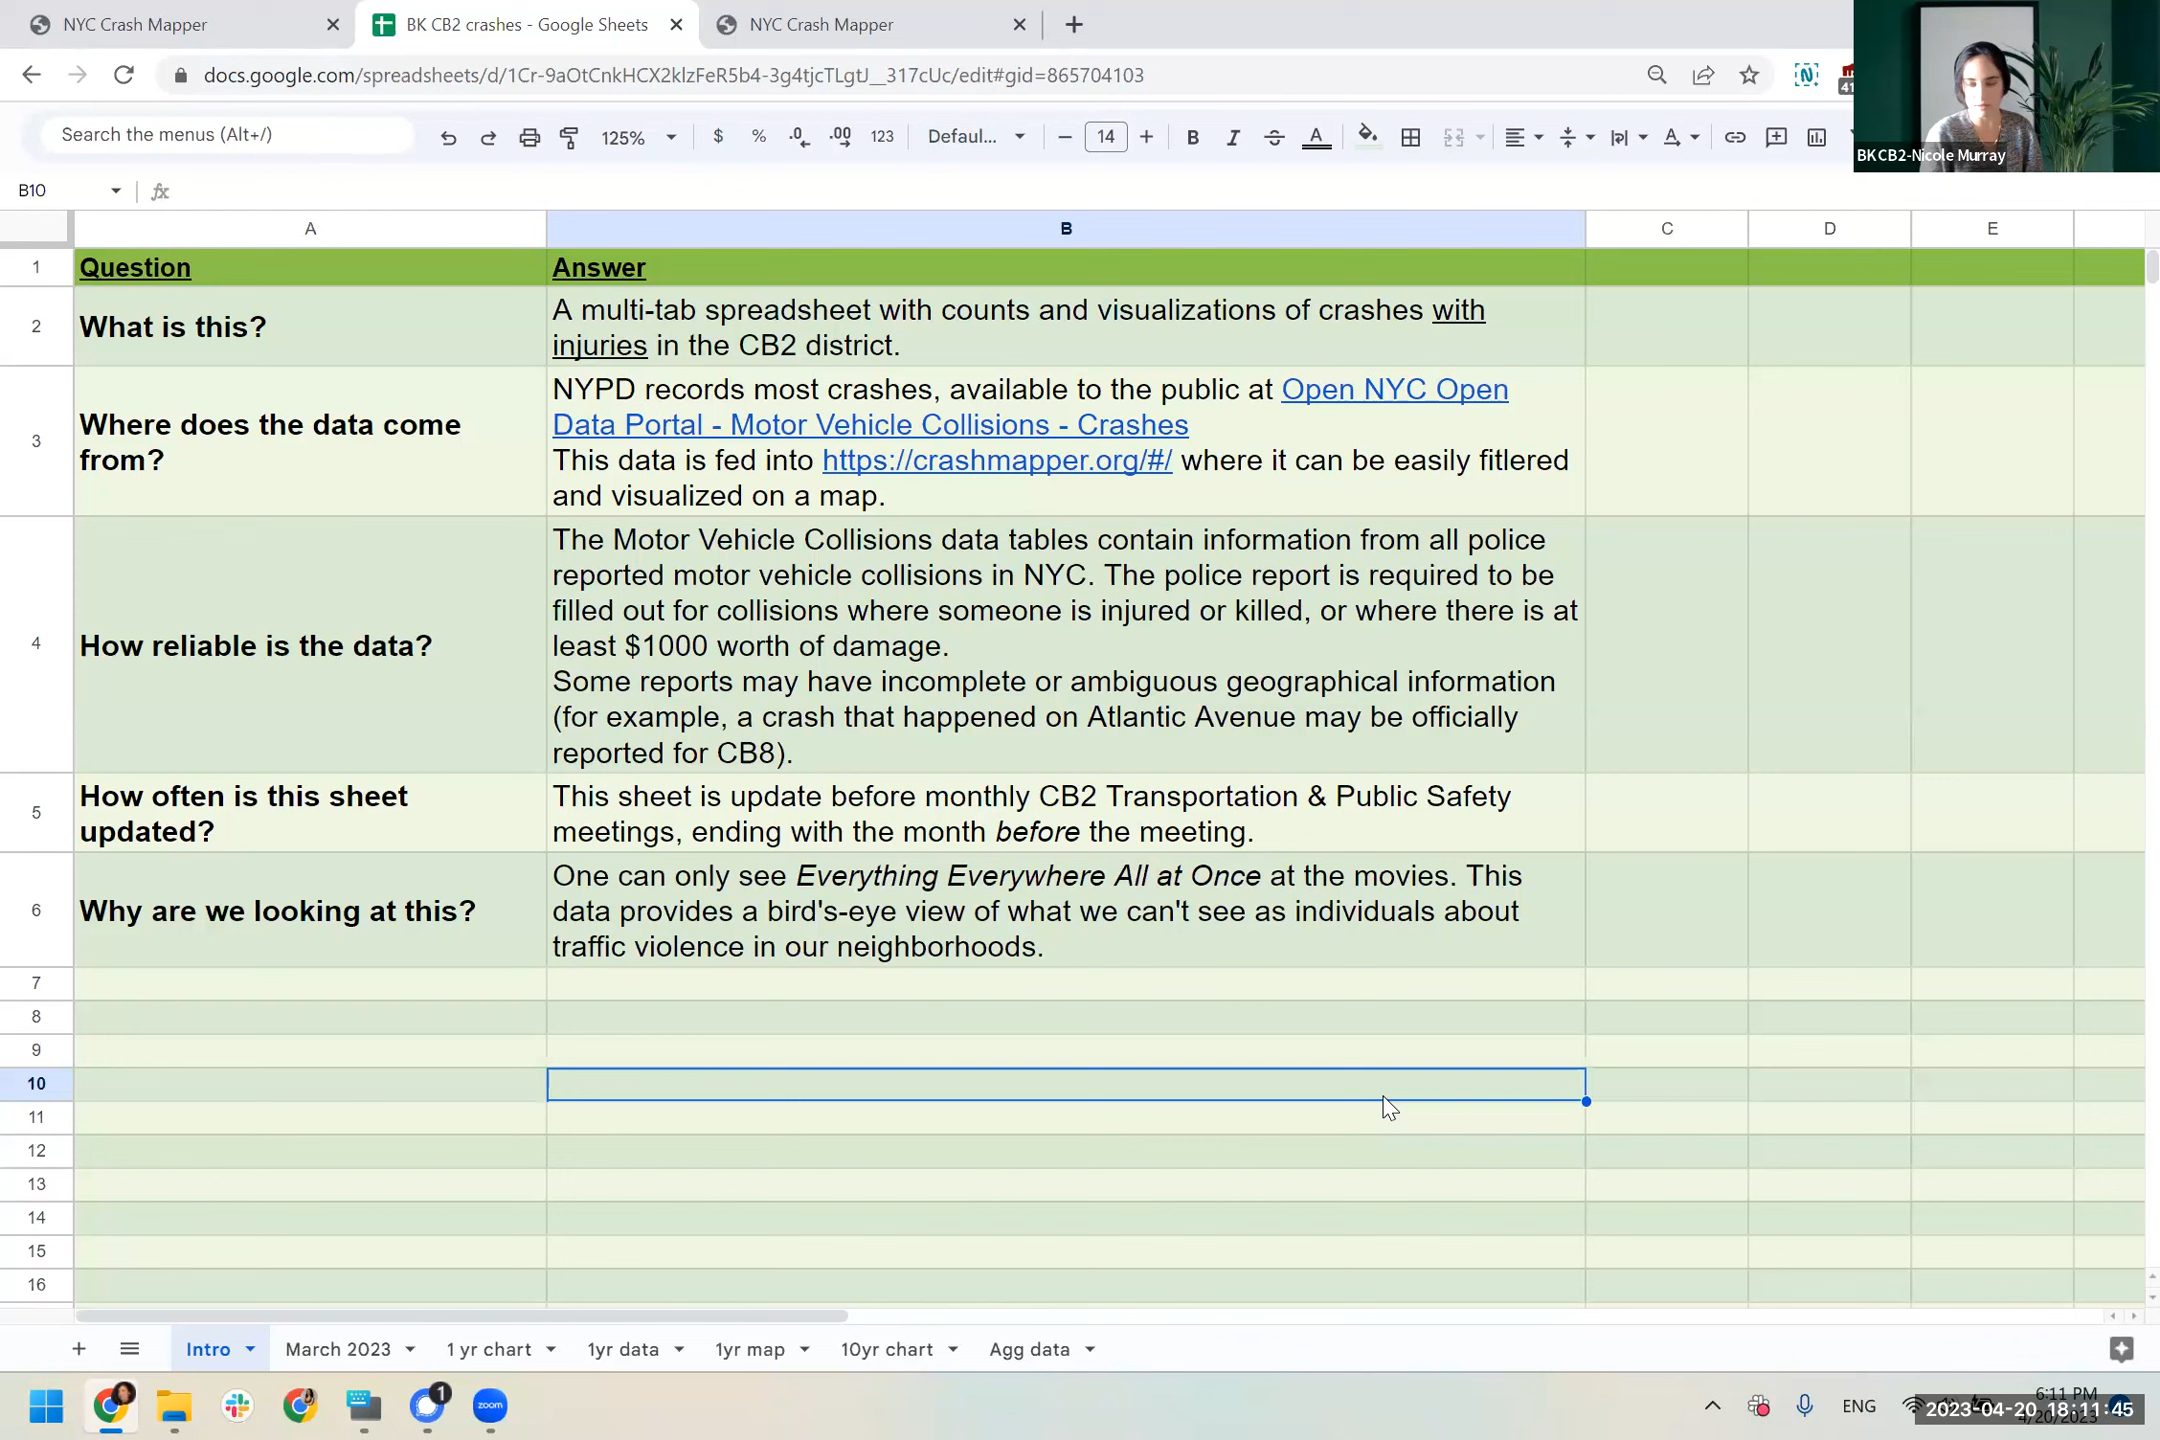 NYC Crash Mapper
BK CB2 crashes - Google Sheets
NYC Crash Mapper
docs.google.com/spreadsheets/d/1Cr-9aOtCnkHCX2klzFeR5b4-3g4tjcTLgtJ__317cUc/edit#gid=865704103
41
Search the menus (Alt+/)
125%
$
%
.0
.00
123
Defaul...
14
B
I
A
BKCB2-Nicole Murray
B10
fx
A
B
C
D
E
1
Question
Answer
2
What is this?
A multi-tab spreadsheet with counts and visualizations of crashes with
injuries in the CB2 district.
3
Where does the data come
from?
NYPD records most crashes, available to the public at Open NYC Open
Data Portal - Motor Vehicle Collisions - Crashes
This data is fed into https://crashmapper.org/#/ where it can be easily fitlered
and visualized on a map.
4
How reliable is the data?
The Motor Vehicle Collisions data tables contain information from all police
reported motor vehicle collisions in NYC. The police report is required to be
filled out for collisions where someone is injured or killed, or where there is at
least $1000 worth of damage.
Some reports may have incomplete or ambiguous geographical information
(for example, a crash that happened on Atlantic Avenue may be officially
reported for CB8).
5
How often is this sheet
updated?
This sheet is update before monthly CB2 Transportation & Public Safety
meetings, ending with the month before the meeting.
6
Why are we looking at this?
One can only see Everything Everywhere All at Once at the movies. This
data provides a bird's-eye view of what we can't see as individuals about
traffic violence in our neighborhoods.
7
8
9
10
11
12
13
14
15
16
Intro
March 2023
1 yr chart
1yr data
1yr map
10yr chart
Agg data
1
zoom
ENG
6:11 PM
4/20/2023
2023-04-20 18:11:45